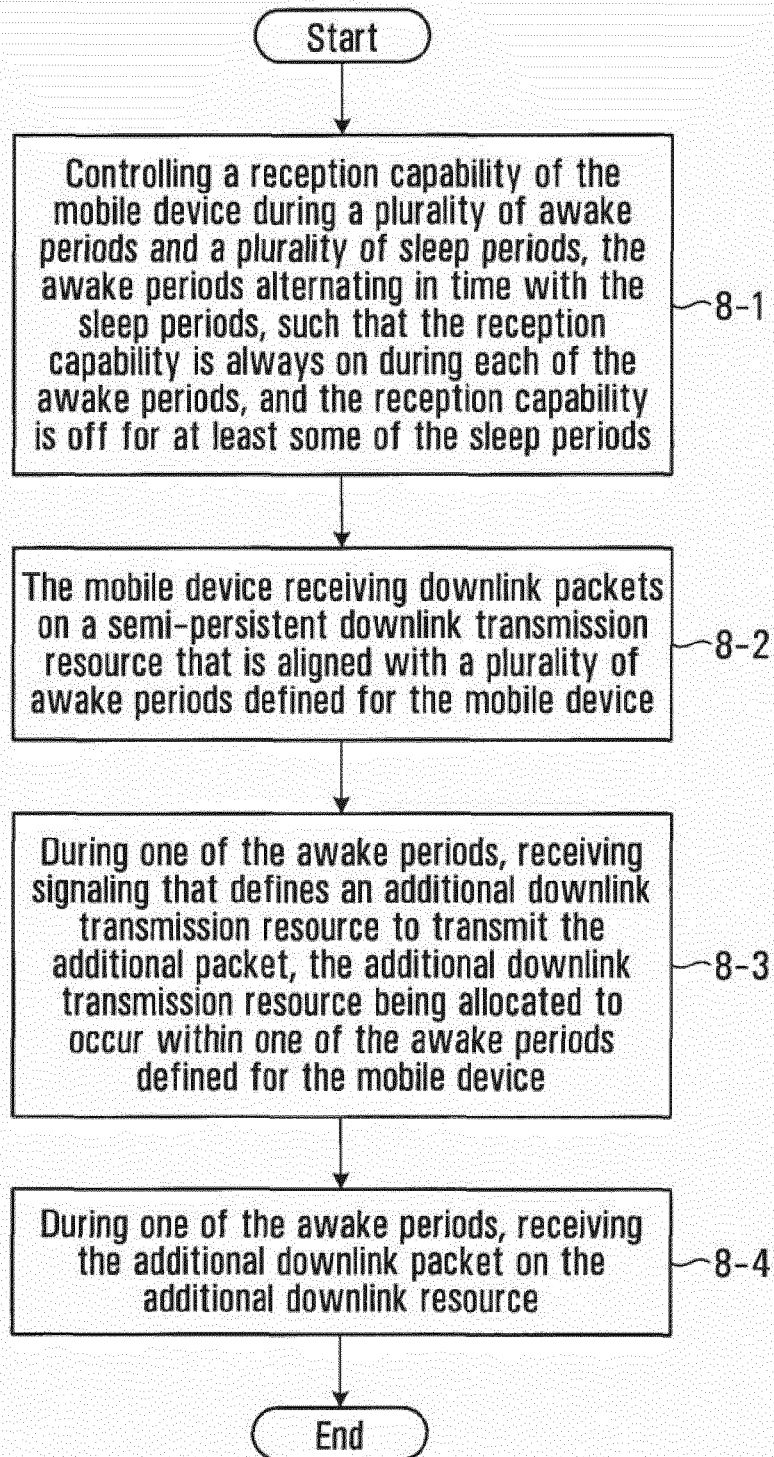 Start
Controlling a reception capability of the
mobile device during a plurality of awake
periods and a plurality of sleep periods, the
awake periods alternating in time with the
sleep periods, such that the reception
capability is always on during each of the
awake periods, and the reception capability
is off for at least some of the sleep periods
8-1
The mobile device receiving downlink packets
on a semi-persistent downlink transmission
resource that is aligned with a plurality of
awake periods defined for the mobile device
8-2
During one of the awake periods, receiving
signaling that defines an additional downlink
transmission resource to transmit the
additional packet, the additional downlink
transmission resource being allocated to
occur within one of the awake periods
defined for the mobile device
8-3
During one of the awake periods, receiving
the additional downlink packet on the
additional downlink resource
8-4
End